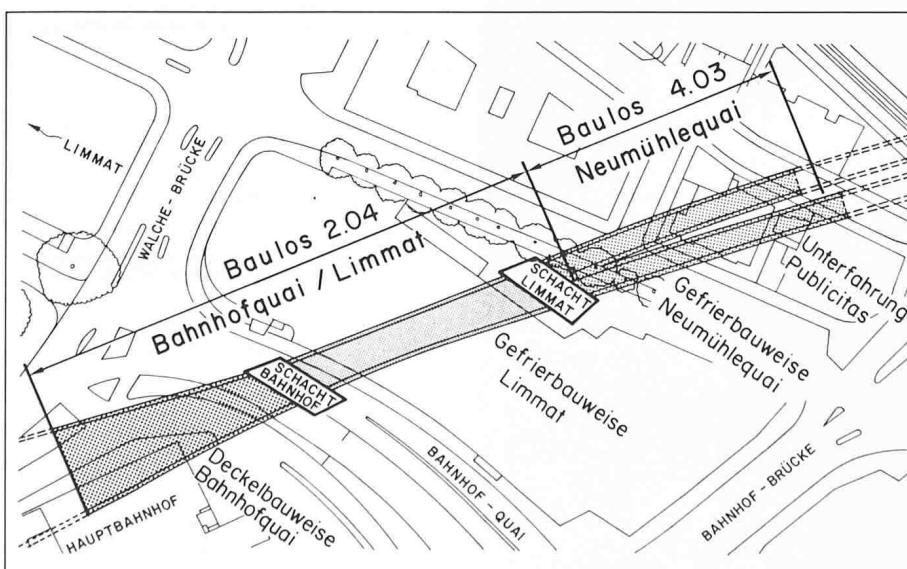 Baulos 4.03
Neumühlequai
LIMMAT
WALCHE-BRÜCKE
Baulos 2.04
Bahnhofquai / Limmat
SCHACHT
LIMMAT
SCHACHT
BAHNHOF
Unterfahrung
Publicitas
Gefrierbauweise
Neumühlequai
Gefrierbauweise
Limmat
Deckelbauweise
Bahnhofquai
HAUPTBAHNHOF
BAHNHOF-QUAI
BAHNHOF-BRÜCKE